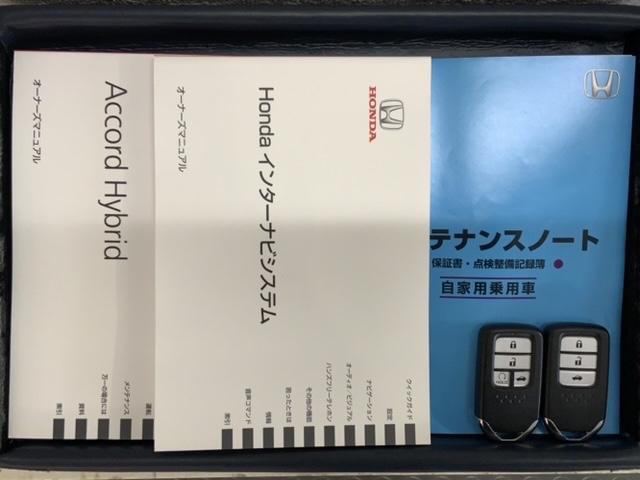 Accord Hybrid
オーナーズマニュアル
運転
メンテナンス
万一の場合には
資料
索引
HONDA
Honda インターナビシステム
オーナーズマニュアル
クイックガイド
設定
ナビゲーション
オーディオ・ビジュアル
ハンズフリーテレホン
その他の機能
困ったときは
情報
音声コマンド
索引
テナンスノート
保証書・点検整備記録簿
自家用乗用車
HOLD